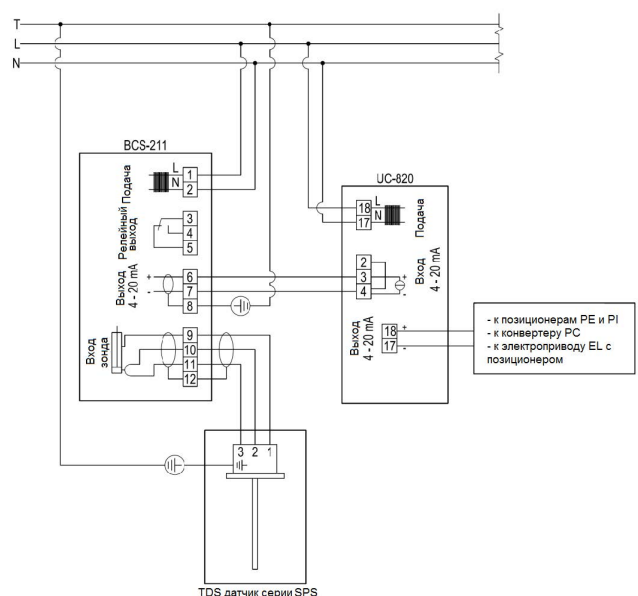 T
L
N
BCS-211
Подача
L
N
1
2
Релейный
выход
3
4
5
Выход
4 - 20 mA
+
-
6
7
8
Вход
зонда
9
10
11
12
UC-820
18
17
L
N
Подача
2
3
4
+
-
Вход
4 - 20 mA
Выход
4 - 20 mA
18
17
+
-
- к позиционерам PE и PI
- к конвертеру PC
- к электроприводу EL с
позиционером
3 2 1
TDS датчик серии SPS